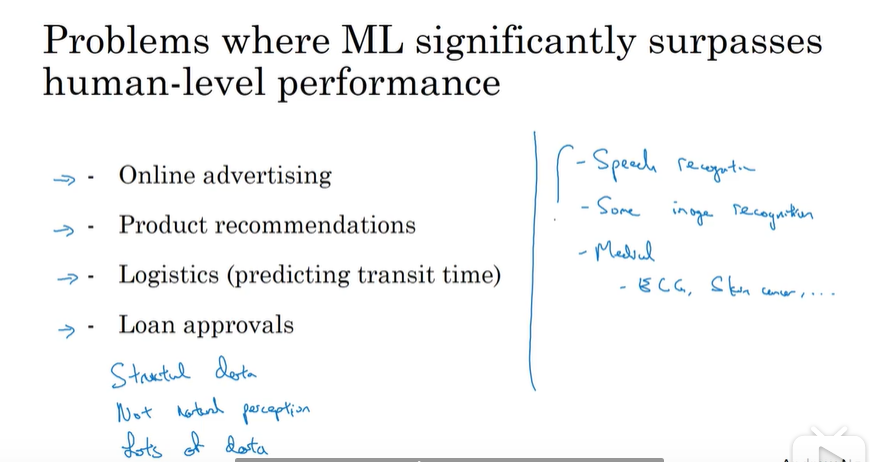 Problems where ML significantly surpasses
human-level performance
- Online advertising
- Product recommendations
- Logistics (predicting transit time)
- Loan approvals
Structured data
Not natural perception
Lots of data
- Speech recognition
- Some image recognition
- Medical
- ECG, Skin cancer, ...